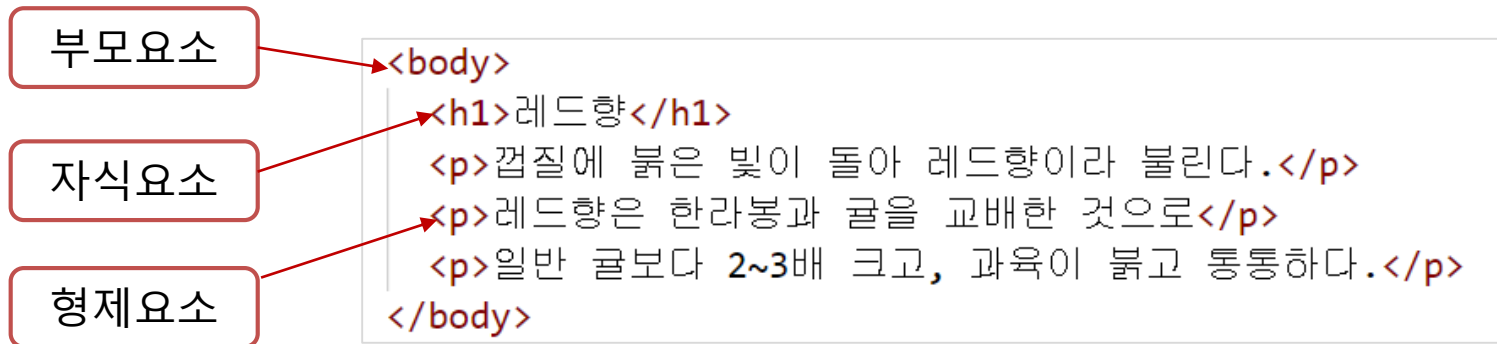 부모요소
자식요소
형제요소
<body>
<h1>레드향</h1>
<p>껍질에 붉은 빛이 돌아 레드향이라 불린다.</p>
<p>레드향은 한라봉과 귤을 교배한 것으로</p>
<p>일반 귤보다 2~3배 크고, 과육이 붉고 통통하다.</p>
</body>